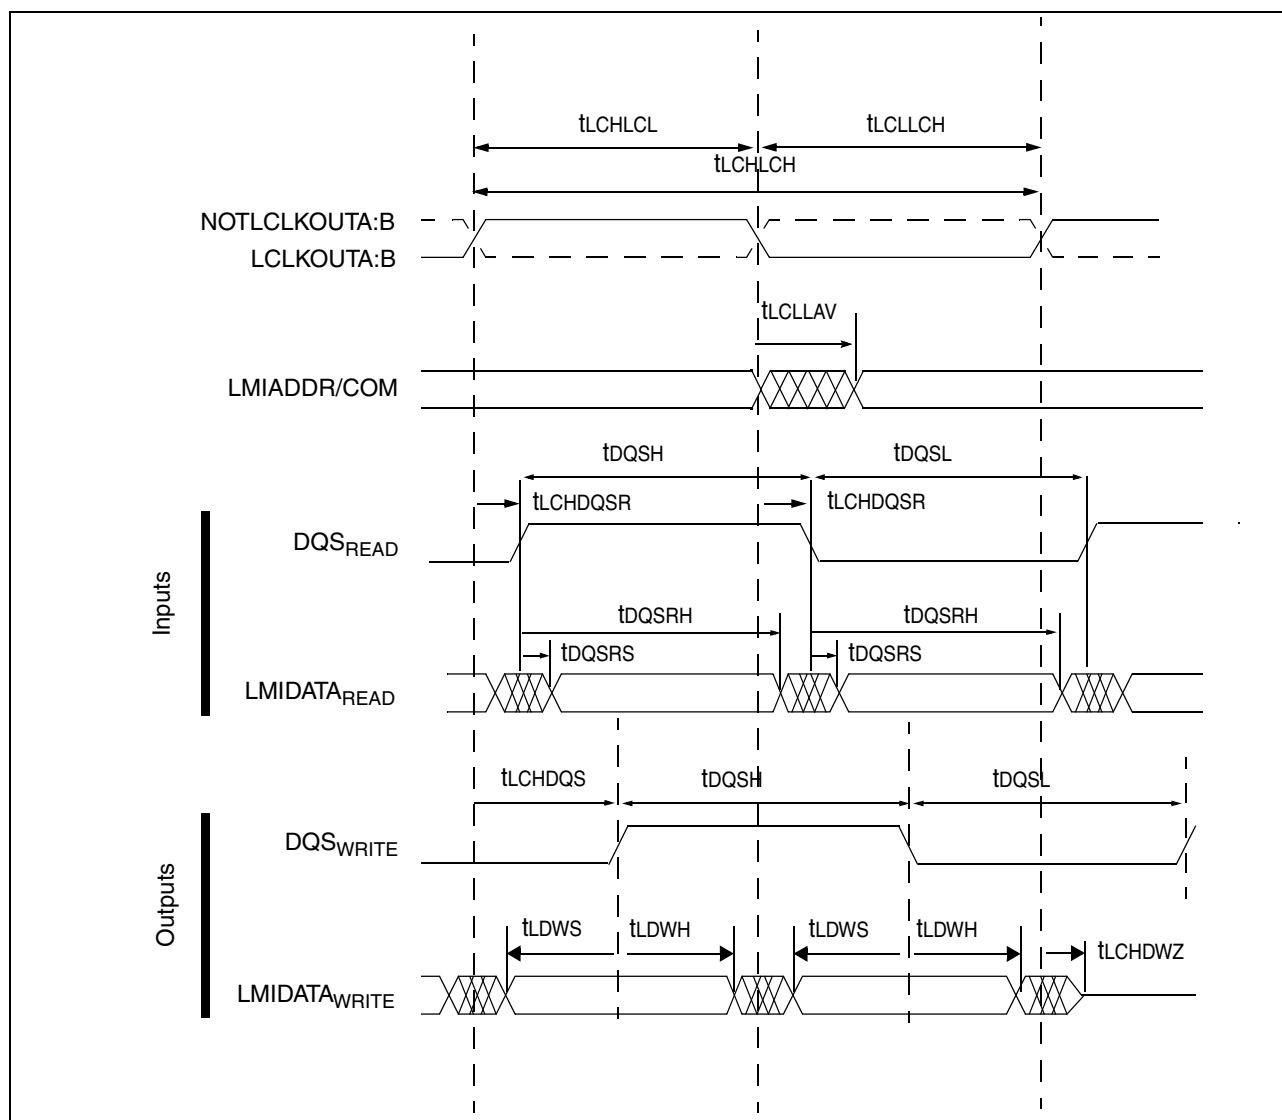 tLCHLCL tLCLLCH
tLCHLCH
NOTLCLKOUTA:B
LCLKOUTA:B
tLCLLAV
LMIADDR/COM
tDQSH tDQSL
tLCHDQSR tLCHDQSR
DQSREAD
Inputs
tDQSRH tDQSRH
tDQSRS tDQSRS
LMIDATAREAD
tLCHDQS tDQSH tDQSL
DQSWRITE
Outputs
tLDWS tLDWH tLDWS tLDWH
tLCHDWZ
LMIDATAWRITE